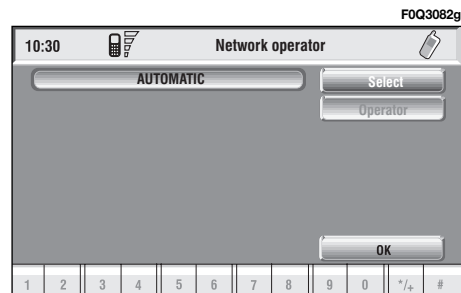 F0Q3082g
10:30 Network operator
AUTOMATIC Select
Operator
OK
1 2 3 4 5 6 7 8 9 0 */+ #